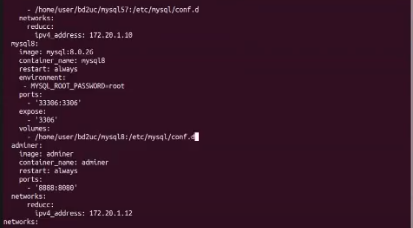 - /home/user/bd2uc/mysql57:/etc/mysql/conf.d
networks:
reducc:
ipv4_address: 172.20.1.10
mysql8:
image: mysql:8.0.26
container_name: mysql8
restart: always
environment:
- MYSQL_ROOT_PASSWORD=root
ports:
- '33306:3306'
expose:
- '3306'
volumes:
- /home/user/bd2uc/mysql8:/etc/mysql/conf.d
adminer:
image: adminer
container_name: adminer
restart: always
ports:
- '8080:8080'
networks:
reducc:
ipv4_address: 172.20.1.12
networks: